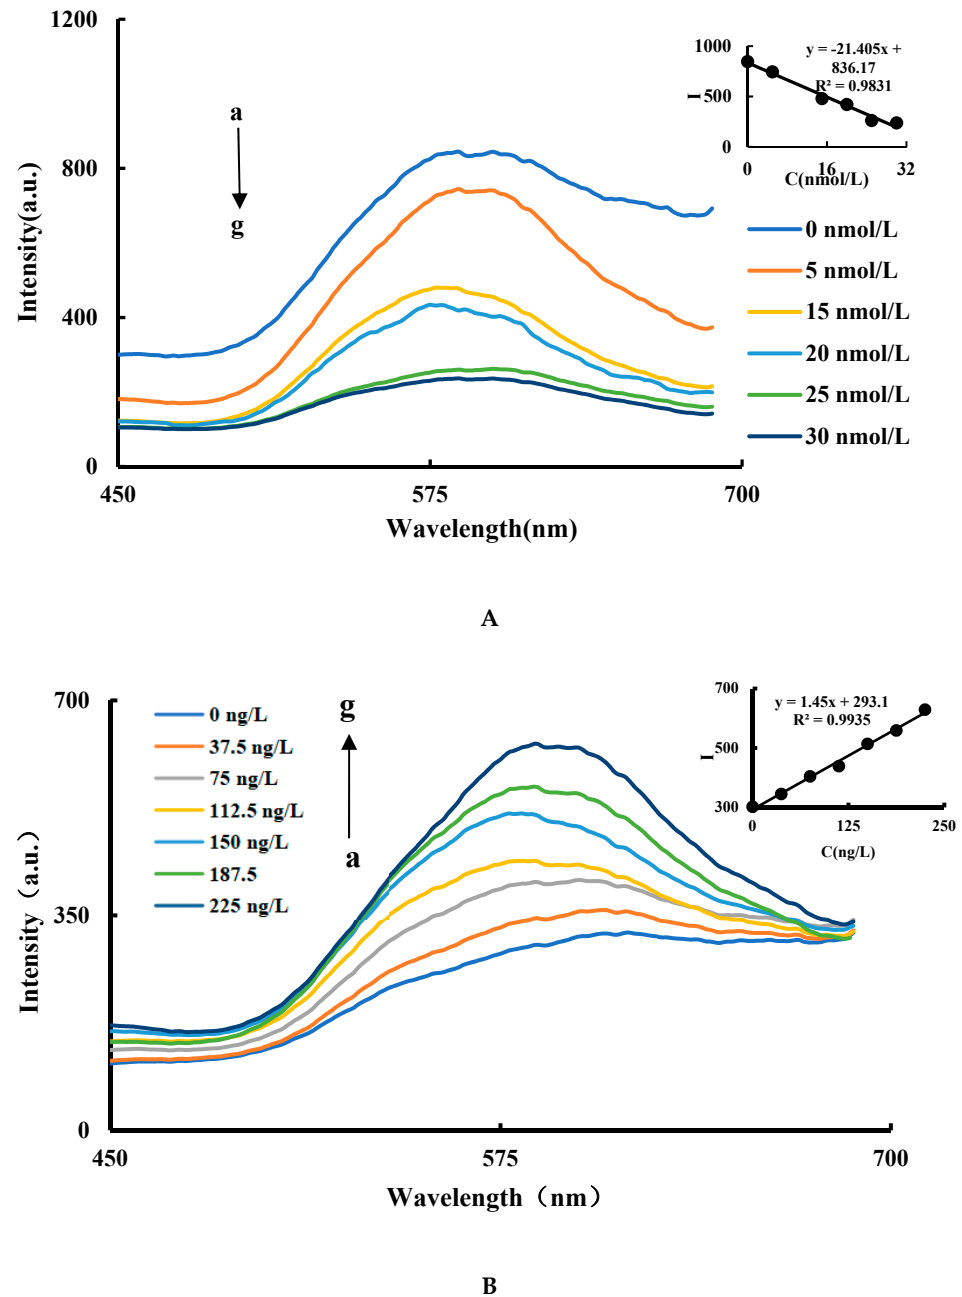 1200
800
400
0
450
575
700
Intensity(a.u.)
Wavelength(nm)
a
g
1000
500
0
0
16
32
I
C(nmol/L)
y = -21.405x +
836.17
R² = 0.9831
0 nmol/L
5 nmol/L
15 nmol/L
20 nmol/L
25 nmol/L
30 nmol/L
A
700
350
0
450
575
700
Intensity（a.u.）
Wavelength（nm）
0 ng/L
37.5 ng/L
75 ng/L
112.5 ng/L
150 ng/L
187.5
225 ng/L
g
a
700
500
300
0
125
250
I
C(ng/L)
y = 1.45x + 293.1
R² = 0.9935
B